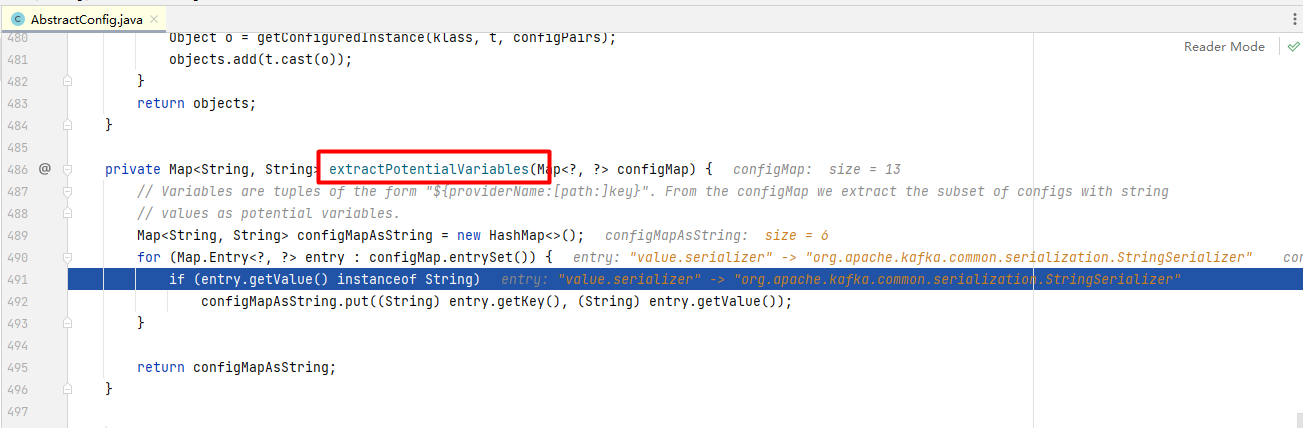 AbstractConfig.java
Reader Mode
480 Object o = getConfiguredInstance(klass, t, configPairs);
481 objects.add(t.cast(o));
482 }
483 return objects;
484 }
485
486 @ private Map<String, String> extractPotentialVariables(Map<?, ?> configMap) { configMap: size = 13
487 // Variables are tuples of the form "${providerName:[path:]key}". From the configMap we extract the subset of configs with string
488 // values as potential variables.
489 Map<String, String> configMapAsString = new HashMap<>(); configMapAsString: size = 6
490 for (Map.Entry<?, ?> entry : configMap.entrySet()) { entry: "value.serializer" -> "org.apache.kafka.common.serialization.StringSerializer" con
491 if (entry.getValue() instanceof String) entry: "value.serializer" -> "org.apache.kafka.common.serialization.StringSerializer"
492 configMapAsString.put((String) entry.getKey(), (String) entry.getValue());
493 }
494
495 return configMapAsString;
496 }
497